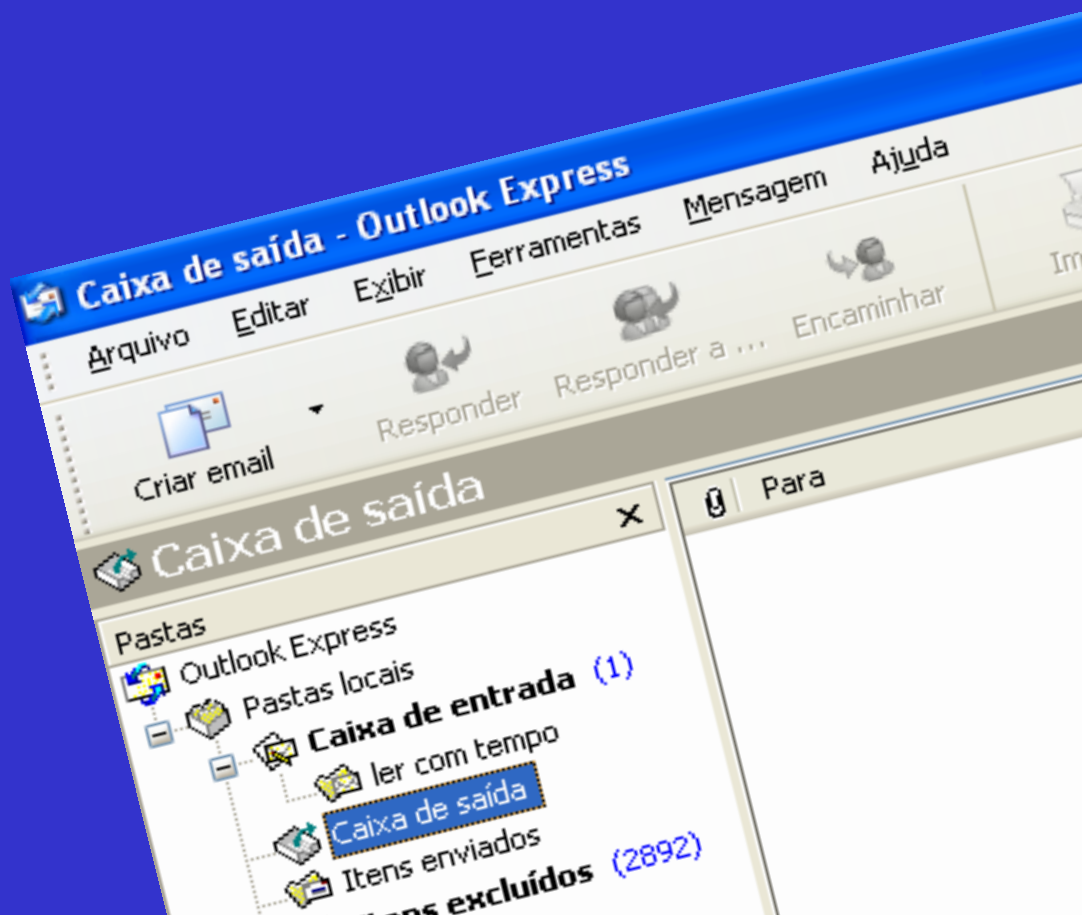 Caixa de saída - Outlook Express
Arquivo Editar Exibir Ferramentas Mensagem Ajuda
Criar email Responder Responder a ... Encaminhar
Caixa de saída
Pastas
Para
Outlook Express
Pastas locais
Caixa de entrada (1)
ler com tempo
Caixa de saída
Itens enviados
excluídos (2892)